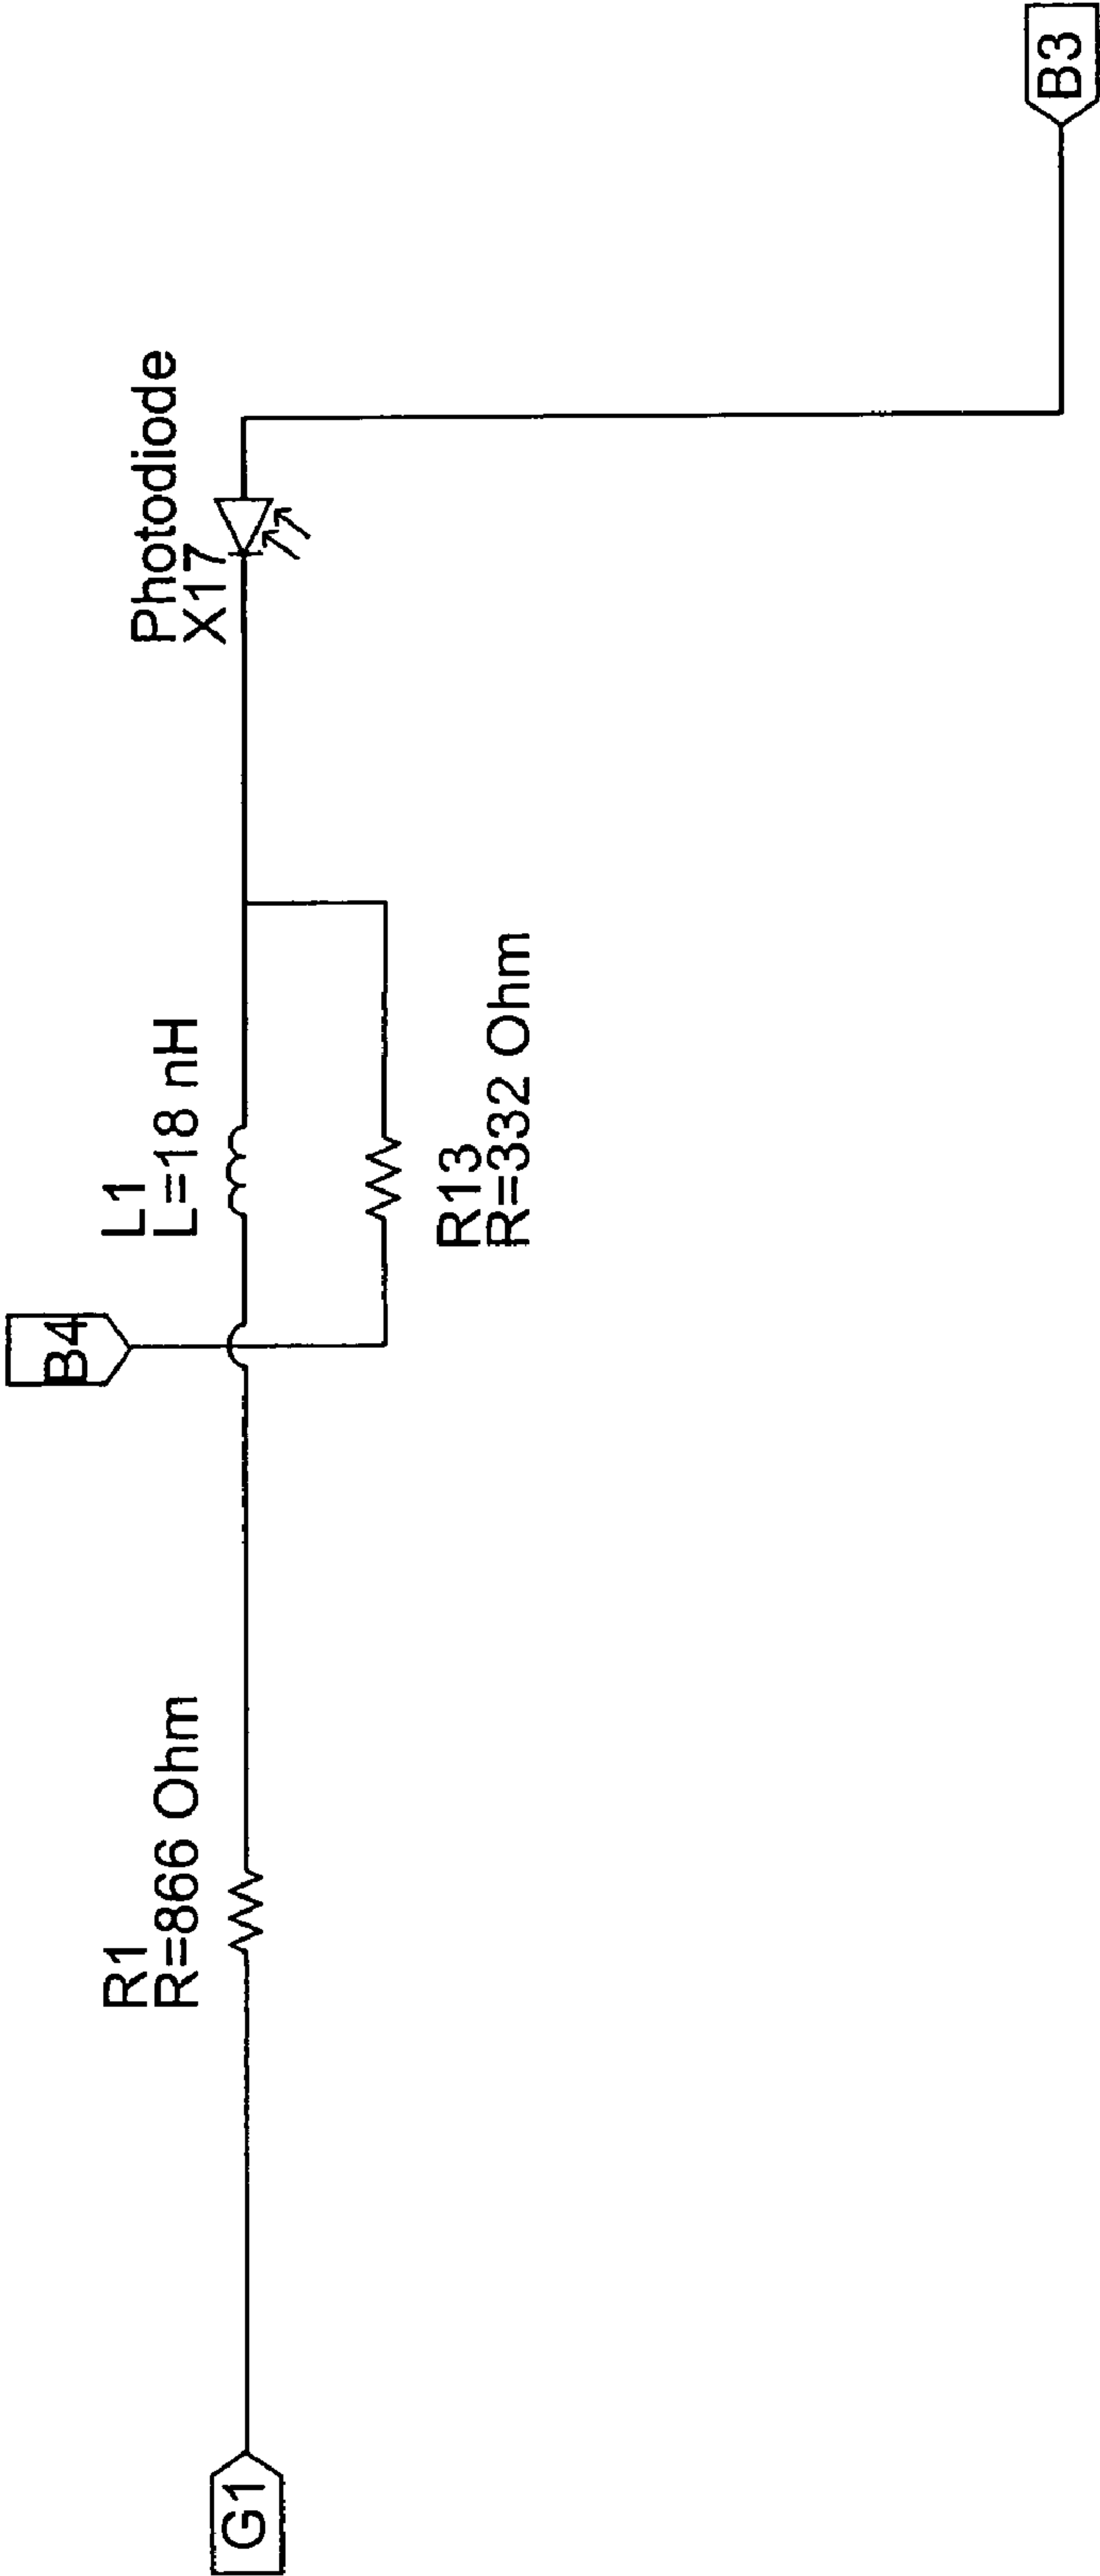 G1
R1
R=866 Ohm
B4
L1
L=18 nH
R13
R=332 Ohm
Photodiode
X17
B3